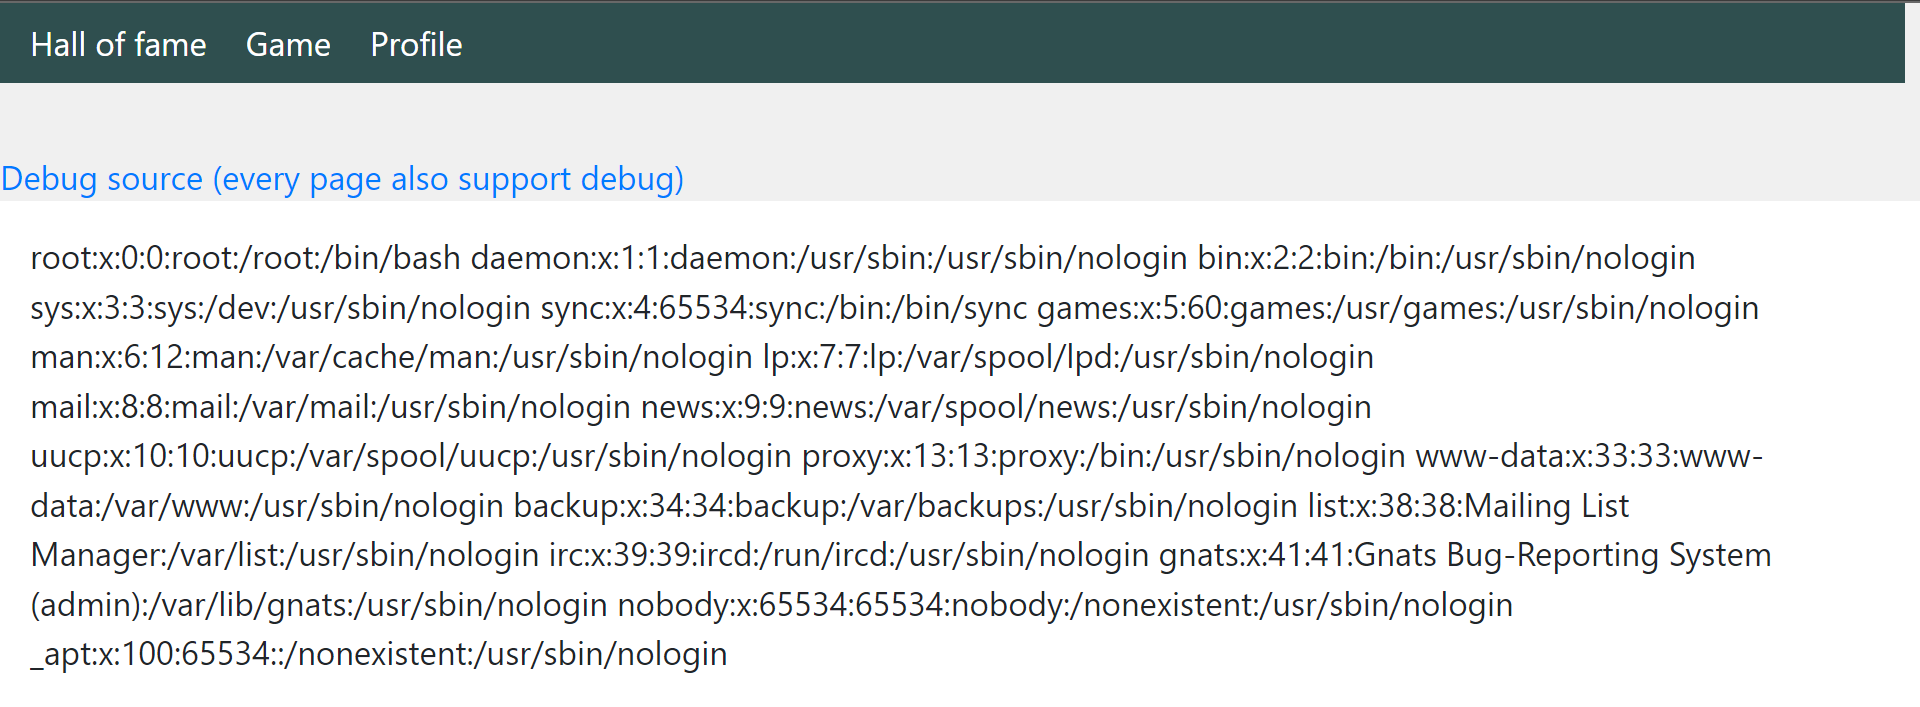 Hall of fame Game Profile
Debug source (every page also support debug)
root:x:0:0:root:/root:/bin/bash daemon:x:1:1:daemon:/usr/sbin:/usr/sbin/nologin bin:x:2:2:bin:/bin:/usr/sbin/nologin
sys:x:3:3:sys:/dev:/usr/sbin/nologin sync:x:4:65534:sync:/bin:/bin/sync games:x:5:60:games:/usr/games:/usr/sbin/nologin
man:x:6:12:man:/var/cache/man:/usr/sbin/nologin lp:x:7:7:lp:/var/spool/lpd:/usr/sbin/nologin
mail:x:8:8:mail:/var/mail:/usr/sbin/nologin news:x:9:9:news:/var/spool/news:/usr/sbin/nologin
uucp:x:10:10:uucp:/var/spool/uucp:/usr/sbin/nologin proxy:x:13:13:proxy:/bin:/usr/sbin/nologin www-data:x:33:33:www-
data:/var/www:/usr/sbin/nologin backup:x:34:34:backup:/var/backups:/usr/sbin/nologin list:x:38:38:Mailing List
Manager:/var/list:/usr/sbin/nologin irc:x:39:39:ircd:/run/ircd:/usr/sbin/nologin gnats:x:41:41:Gnats Bug-Reporting System
(admin):/var/lib/gnats:/usr/sbin/nologin nobody:x:65534:65534:nobody:/nonexistent:/usr/sbin/nologin
_apt:x:100:65534::/nonexistent:/usr/sbin/nologin